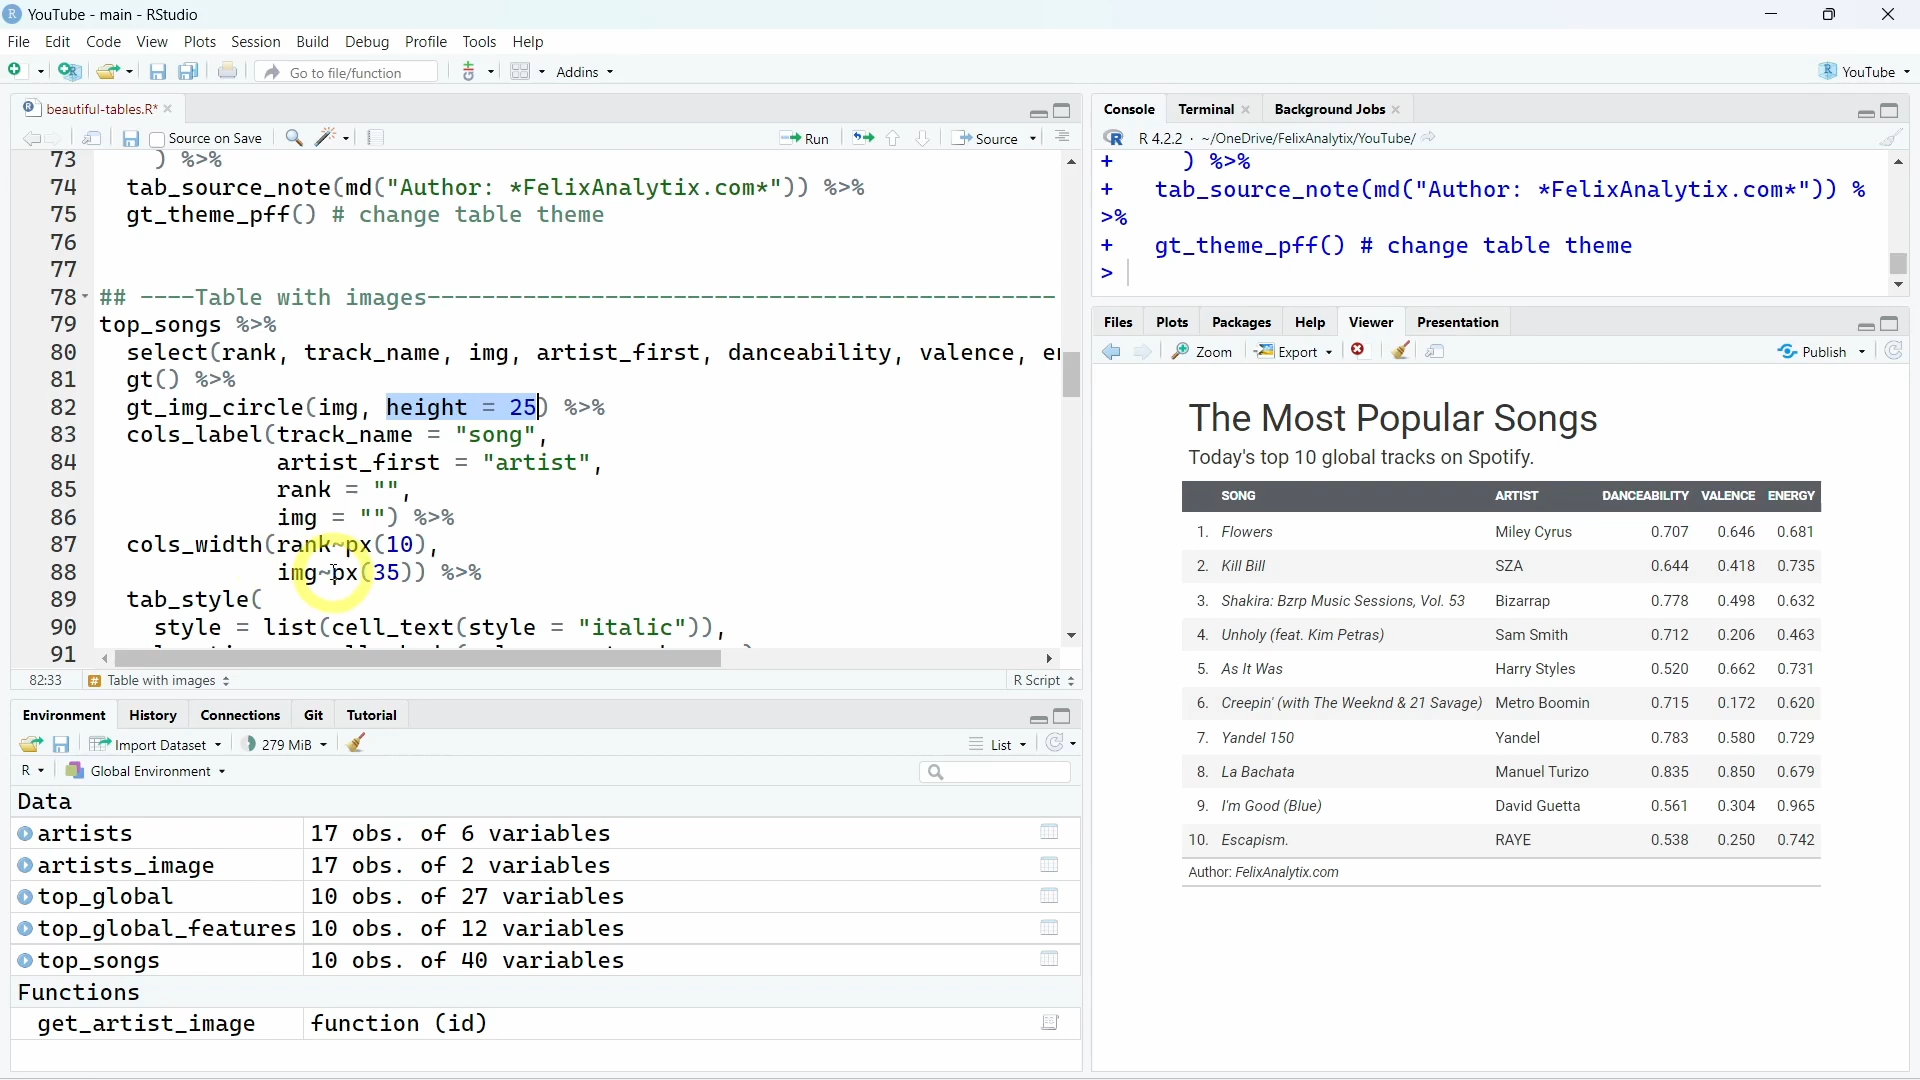 YouTube - main - RStudio
File Edit Code View Plots Session Build Debug Profile Tools Help
Go to file/function Addins YouTube
beautiful-tables.R*
Source on Save Run Source
73 ) %>%
74 tab_source_note(md("Author: *FelixAnalytix.com*")) %>%
75 gt_theme_pff() # change table theme
76
77
78 ## ----Table with images----------------------------------------------
79 top_songs %>%
80 select(rank, track_name, img, artist_first, danceability, valence,
81 gt() %>%
82 gt_img_circle(img, height = 25) %>%
83 cols_label(track_name = "song",
84 artist_first = "artist",
85 rank = "",
86 img = "") %>%
87 cols_width(rank~px(10),
88 img~px(35)) %>%
89 tab_style(
90 style = list(cell_text(style = "italic")),
91
82:33 Table with images R Script
Environment History Connections Git Tutorial
Import Dataset 279 MiB List
R Global Environment
Data
artists 17 obs. of 6 variables
artists_image 17 obs. of 2 variables
top_global 10 obs. of 27 variables
top_global_features 10 obs. of 12 variables
top_songs 10 obs. of 40 variables
Functions
get_artist_image function (id)
Console Terminal Background Jobs
R 4.2.2 · ~/OneDrive/FelixAnalytix/YouTube/
+ ) %>%
+ tab_source_note(md("Author: *FelixAnalytix.com*")) %
>%
+ gt_theme_pff() # change table theme
>
Files Plots Packages Help Viewer Presentation
Zoom Export Publish
The Most Popular Songs
Today's top 10 global tracks on Spotify.
SONG ARTIST DANCEABILITY VALENCE ENERGY
1. Flowers Miley Cyrus 0.707 0.646 0.681
2. Kill Bill SZA 0.644 0.418 0.735
3. Shakira: Bzrp Music Sessions, Vol. 53 Bizarrap 0.778 0.498 0.632
4. Unholy (feat. Kim Petras) Sam Smith 0.712 0.206 0.463
5. As It Was Harry Styles 0.520 0.662 0.731
6. Creepin' (with The Weeknd & 21 Savage) Metro Boomin 0.715 0.172 0.620
7. Yandel 150 Yandel 0.783 0.580 0.729
8. La Bachata Manuel Turizo 0.835 0.850 0.679
9. I'm Good (Blue) David Guetta 0.561 0.304 0.965
10. Escapism. RAYE 0.538 0.250 0.742
Author: FelixAnalytix.com